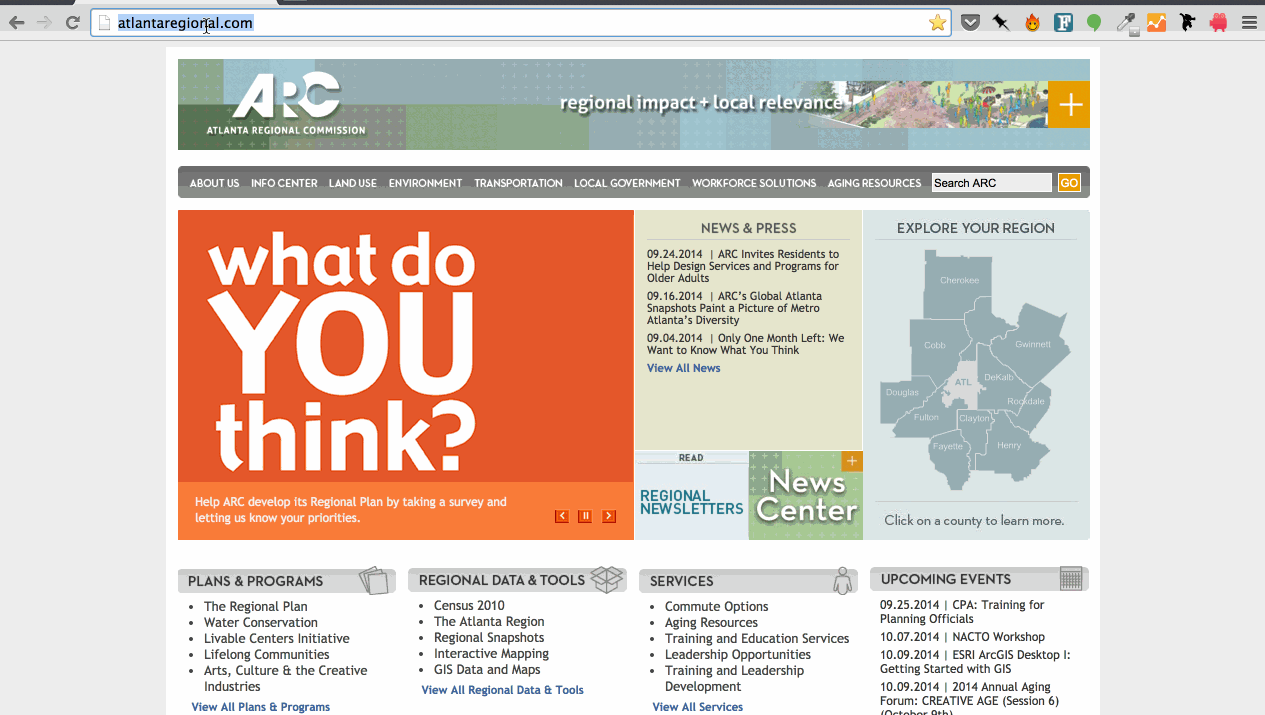 atlantaregional.com
ARC
ATLANTA REGIONAL COMMISSION
regional impact + local relevance
+
ABOUT US INFO CENTER LAND USE ENVIRONMENT TRANSPORTATION LOCAL GOVERNMENT WORKFORCE SOLUTIONS AGING RESOURCES Search ARC GO
what do
YOU
think?
Help ARC develop its Regional Plan by taking a survey and
letting us know your priorities.
NEWS & PRESS
09.24.2014 | ARC Invites Residents to
Help Design Services and Programs for
Older Adults
09.16.2014 | ARC's Global Atlanta
Snapshots Paint a Picture of Metro
Atlanta's Diversity
09.04.2014 | Only One Month Left: We
Want to Know What You Think
View All News
READ
REGIONAL
NEWSLETTERS
+
News
Center
EXPLORE YOUR REGION
Cherokee
Cobb
Gwinnett
ATL
DeKalb
Douglas
Rockdale
Fulton
Clayton
Fayette
Henry
Click on a county to learn more.
PLANS & PROGRAMS
• The Regional Plan
• Water Conservation
• Livable Centers Initiative
• Lifelong Communities
• Arts, Culture & the Creative
Industries
View All Plans & Programs
REGIONAL DATA & TOOLS
• Census 2010
• The Atlanta Region
• Regional Snapshots
• Interactive Mapping
• GIS Data and Maps
View All Regional Data & Tools
SERVICES
• Commute Options
• Aging Resources
• Training and Education Services
• Leadership Opportunities
• Training and Leadership
Development
View All Services
UPCOMING EVENTS
09.25.2014 | CPA: Training for
Planning Officials
10.07.2014 | NACTO Workshop
10.09.2014 | ESRI ArcGIS Desktop I:
Getting Started with GIS
10.09.2014 | 2014 Annual Aging
Forum: CREATIVE AGE (Session 6)
(October 9th)